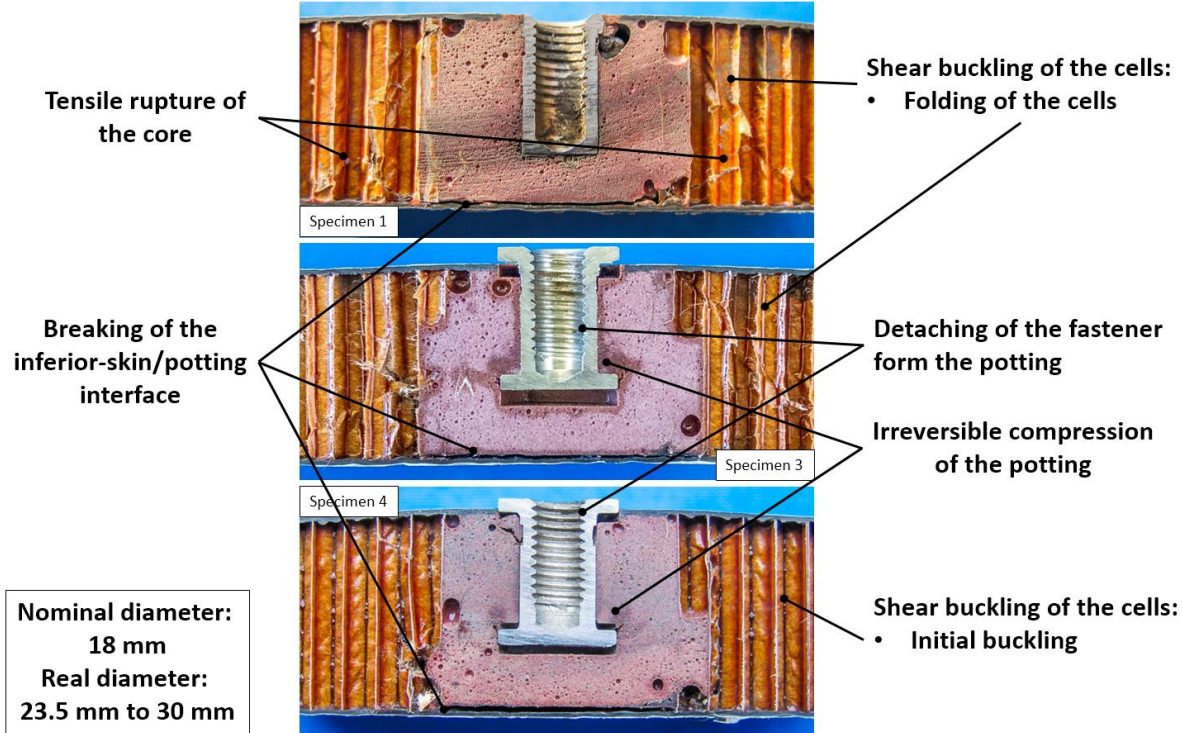 Tensile rupture of
the core
Shear buckling of the cells:
• Folding of the cells
Specimen 1
Breaking of the
inferior-skin/potting
interface
Detaching of the fastener
form the potting
Irreversible compression
of the potting
Specimen 3
Specimen 4
Nominal diameter:
18 mm
Real diameter:
23.5 mm to 30 mm
Shear buckling of the cells:
• Initial buckling